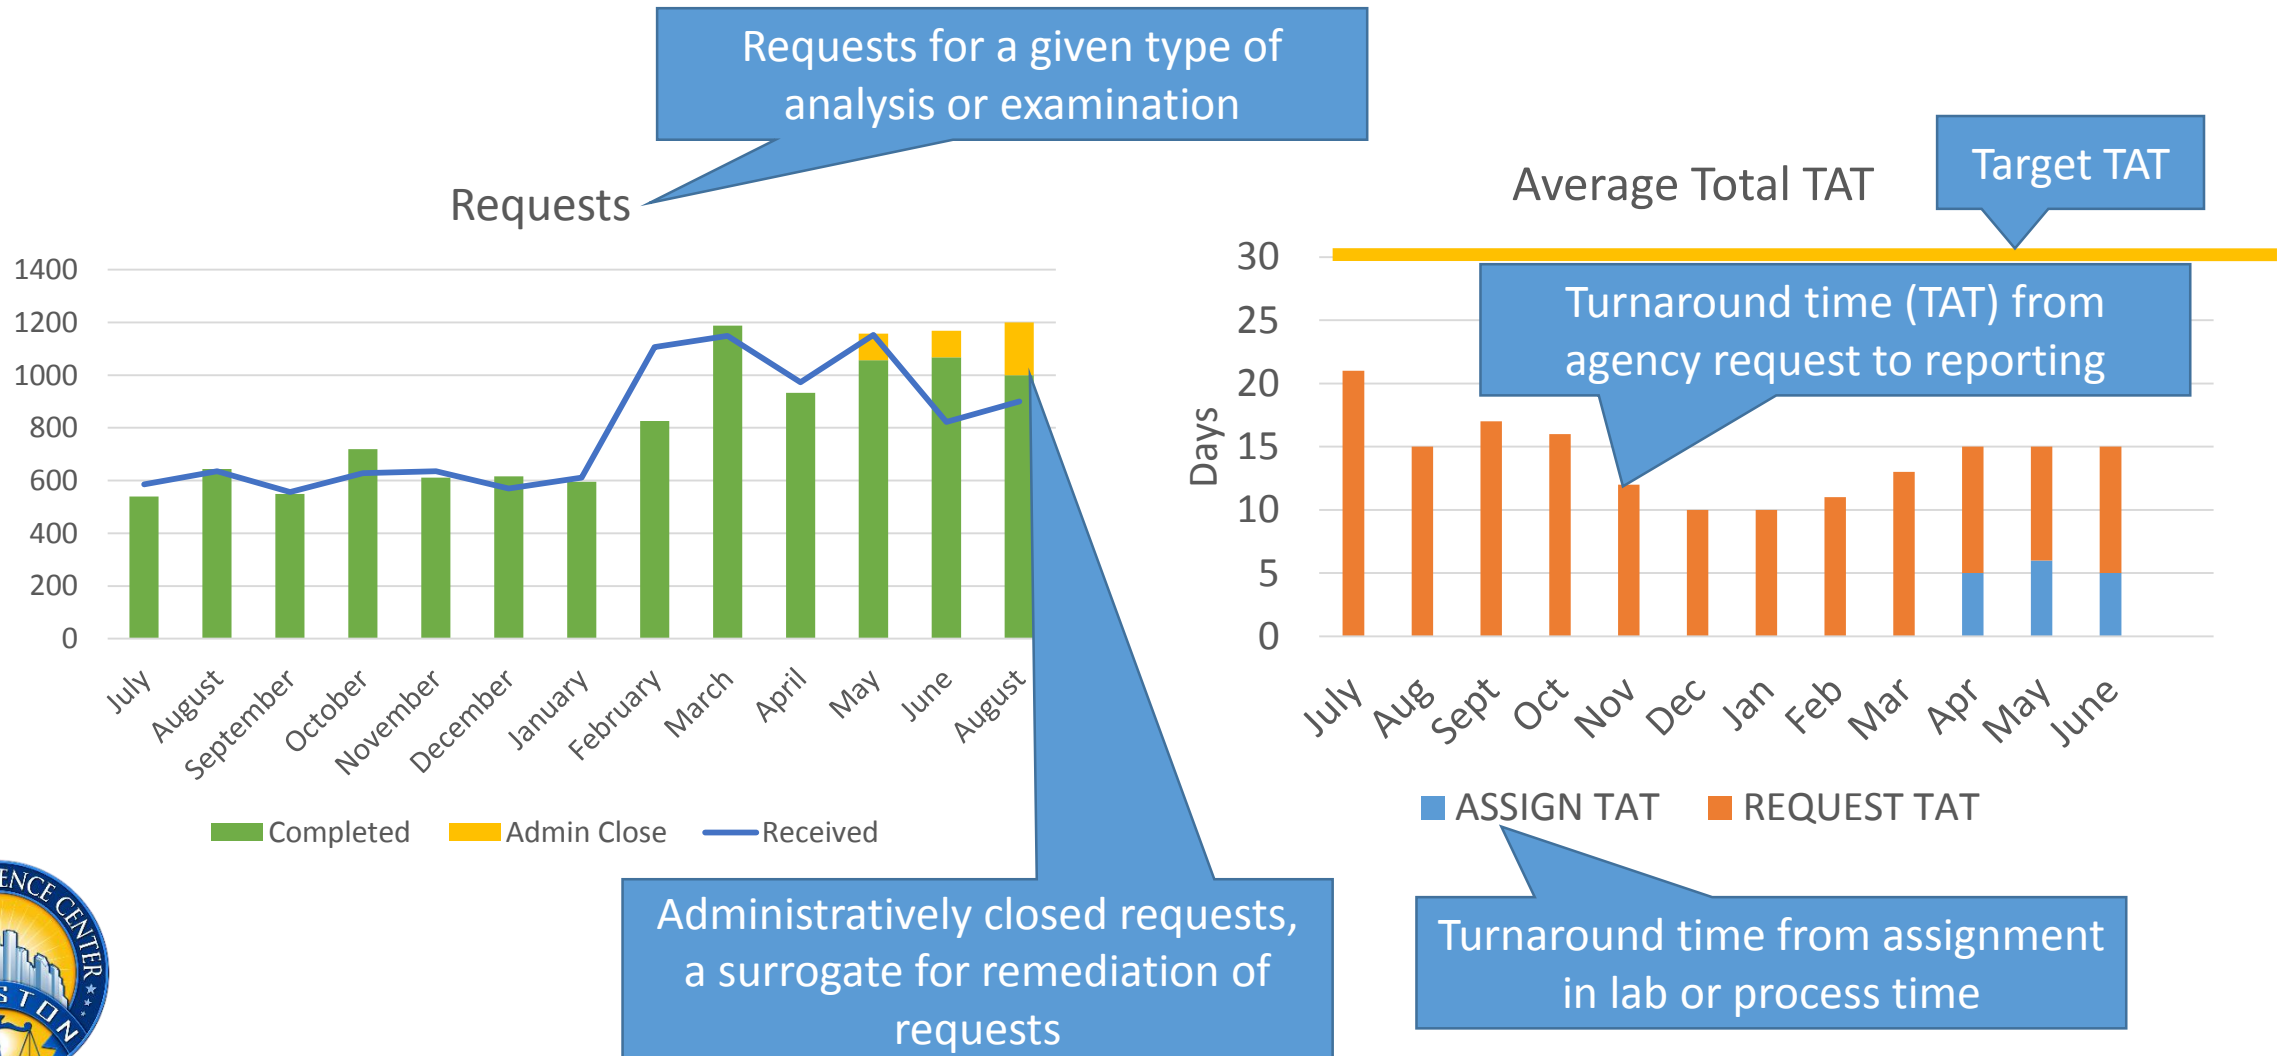 Requests for a given type of
analysis or examination
Requests
1400
1200
1000
800
600
400
200
0
July
August
September
October
November
December
January
February
March
April
May
June
August
Completed
Admin Close
Received
Administratively closed requests,
a surrogate for remediation of
requests
Average Total TAT
Target TAT
30
25
20
15
10
5
0
Days
Turnaround time (TAT) from
agency request to reporting
July
Aug
Sept
Oct
Nov
Dec
Jan
Feb
Mar
Apr
May
June
ASSIGN TAT
REQUEST TAT
Turnaround time from assignment
in lab or process time
ENCE CENTER
STON